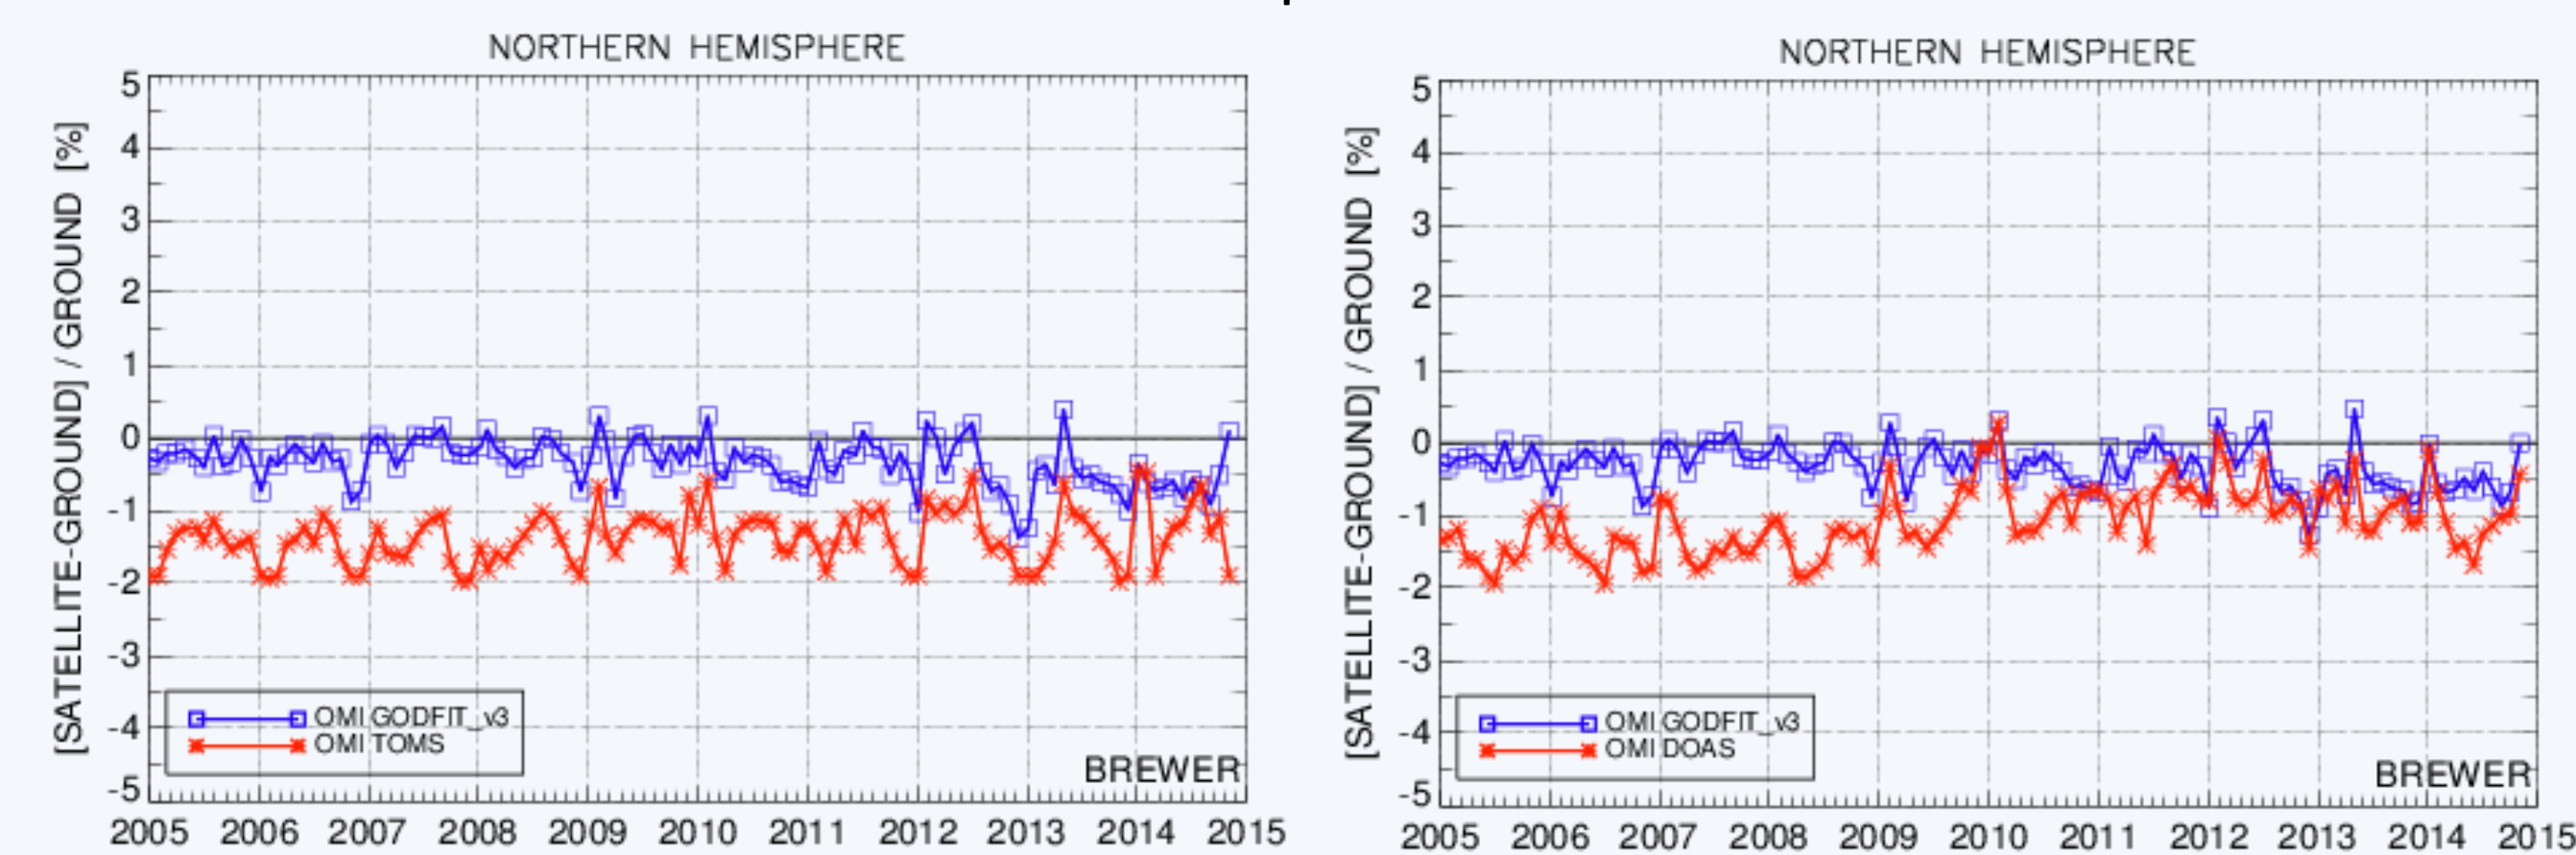 NORTHERN HEMISPHERE
[SATELLITE-GROUND] / GROUND [%]
5
4
3
2
1
0
-1
-2
-3
-4
-5
OMI GODFIT_v3
OMI TOMS
BREWER
2005 2006 2007 2008 2009 2010 2011 2012 2013 2014 2015
NORTHERN HEMISPHERE
[SATELLITE-GROUND] / GROUND [%]
5
4
3
2
1
0
-1
-2
-3
-4
-5
OMI GODFIT_v3
OMI DOAS
BREWER
2005 2006 2007 2008 2009 2010 2011 2012 2013 2014 2015